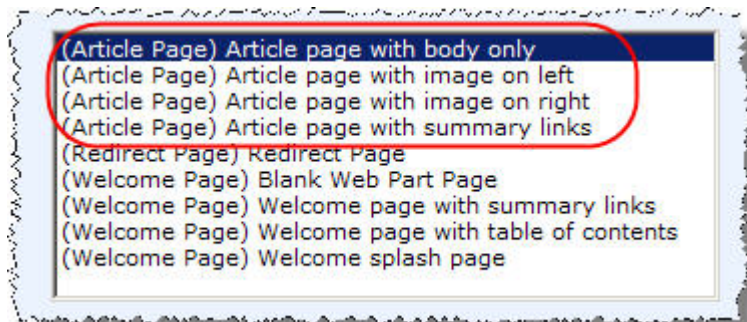 (Article Page) Article page with body only
(Article Page) Article page with image on left
(Article Page) Article page with image on right
(Article Page) Article page with summary links
(Redirect Page) Redirect Page
(Welcome Page) Blank Web Part Page
(Welcome Page) Welcome page with summary links
(Welcome Page) Welcome page with table of contents
(Welcome Page) Welcome splash page